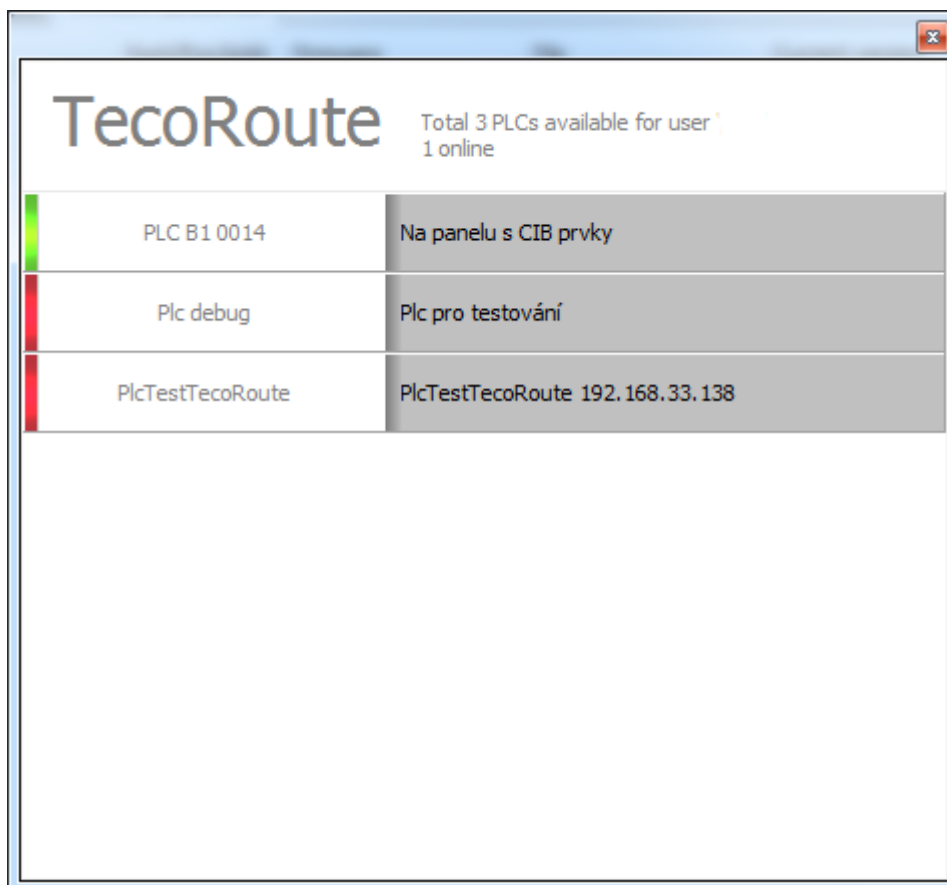 TecoRoute
Total 3 PLCs available for user
1 online
PLC B1 0014
Na panelu s CIB prvky
Plc debug
Plc pro testování
PlcTestTecoRoute
PlcTestTecoRoute 192.168.33.138